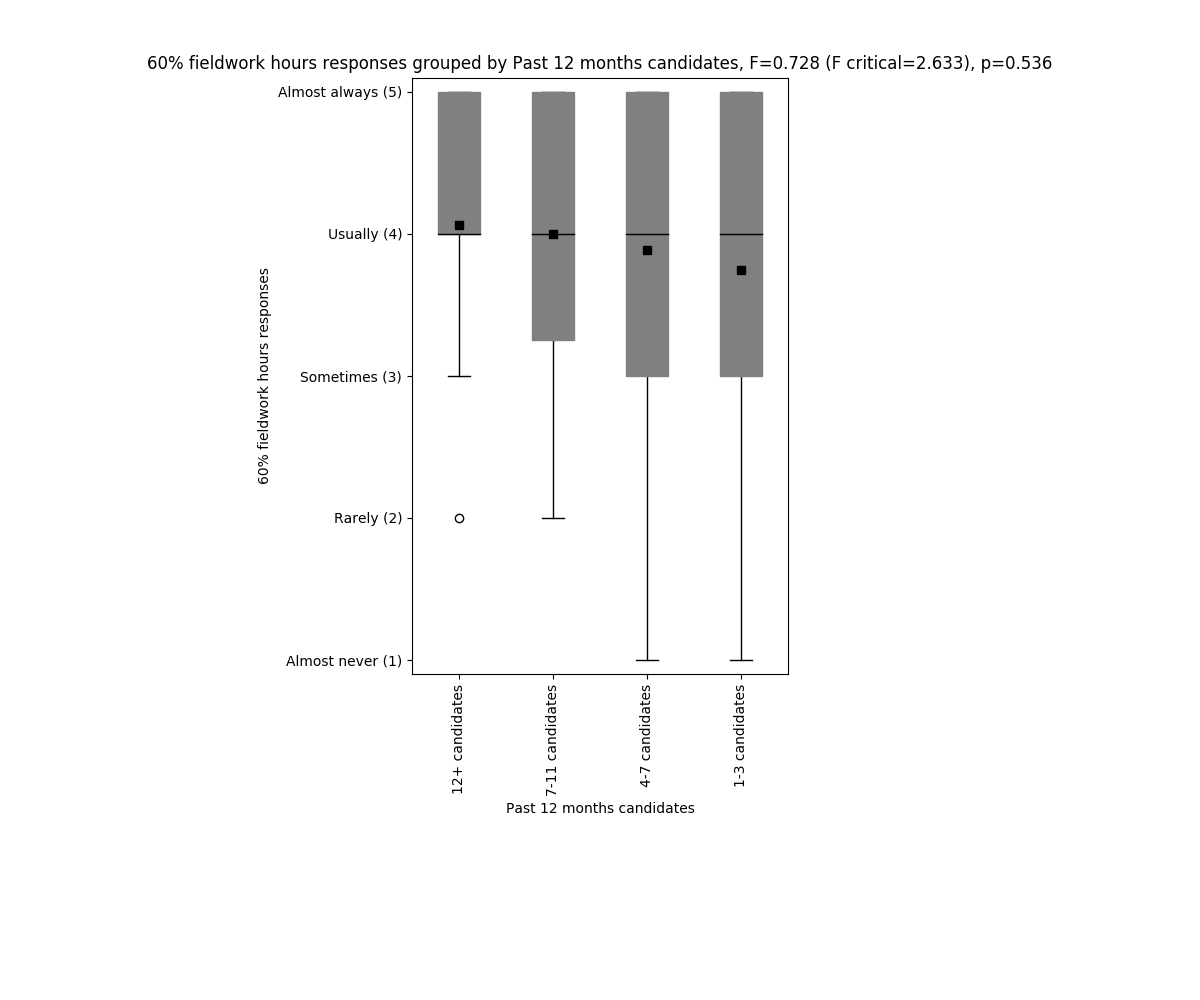 60% fieldwork hours responses grouped by Past 12 months candidates, F=0.728 (F critical=2.633), p=0.536
Almost always (5)
Usually (4)
Sometimes (3)
Rarely (2)
Almost never (1)
60% fieldwork hours responses
12+ candidates
7-11 candidates
4-7 candidates
1-3 candidates
Past 12 months candidates